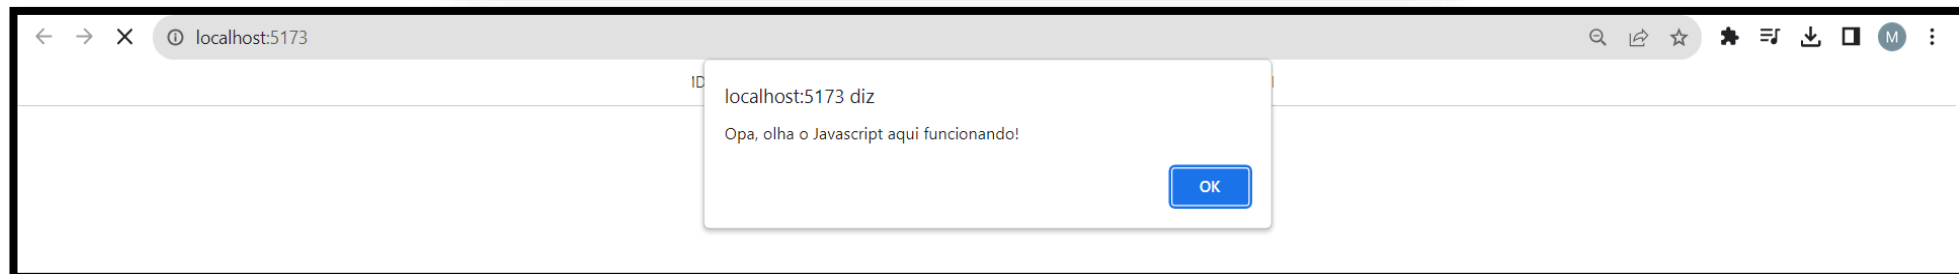 localhost:5173
M
localhost:5173 diz
Opa, olha o Javascript aqui funcionando!
OK